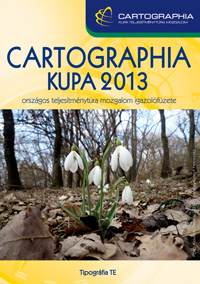 CARTOGRAPHIA
KUPA TELJESÍTMÉNYTÚRA MOZGALOM
CARTOGRAPHIA
KUPA 2013
országos teljesítménytúra mozgalom igazolófüzete
Tipográfia TE